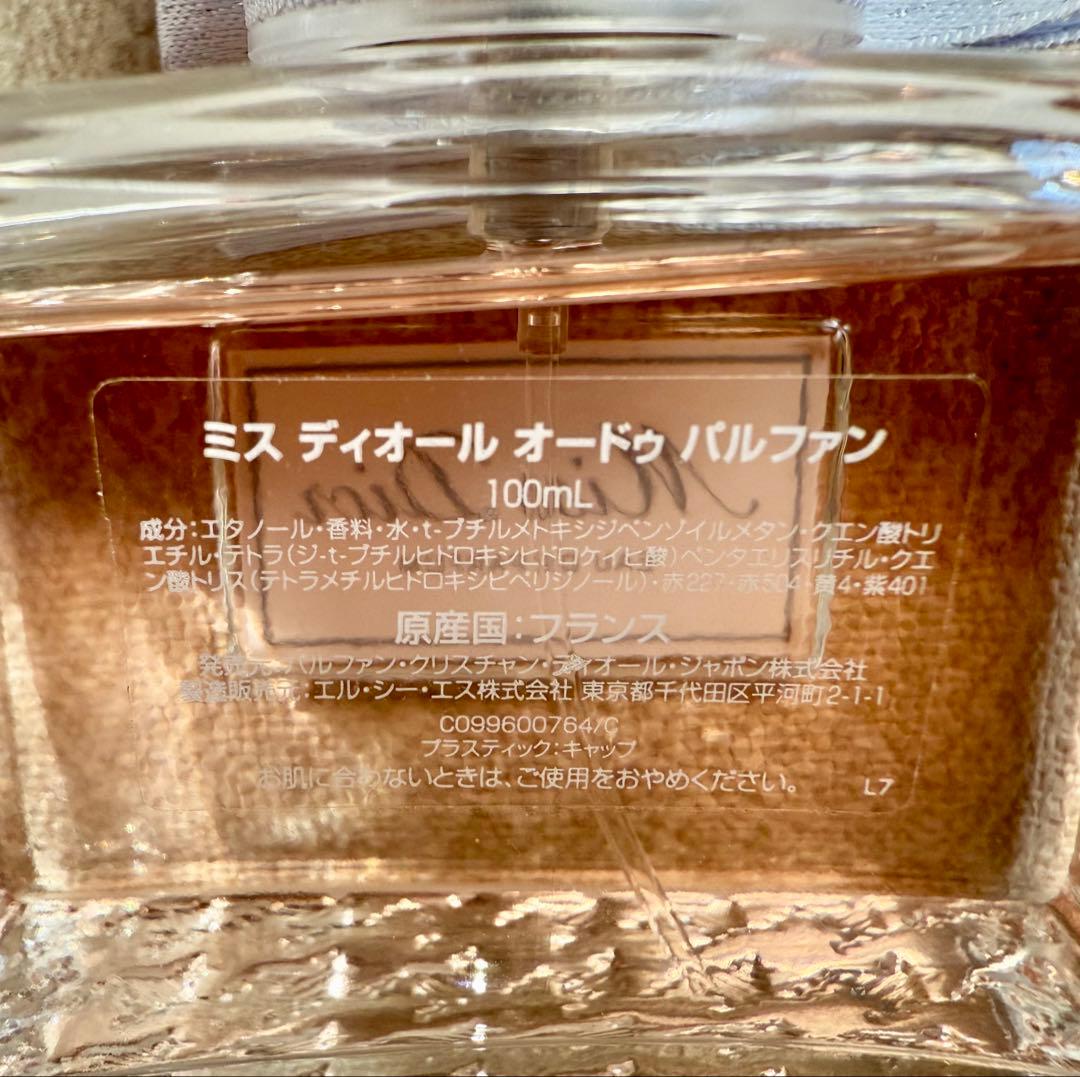 ミス ディオール オードゥ パルファン
100mL
成分：エタノール・香料・水・t-ブチルメトキシジベンゾイルメタン・クエン酸トリ
エチル・テトラ(ジ-t-ブチルヒドロキシヒドロケイヒ酸)ペンタエリスリチル・クエ
ン酸トリス(テトラメチルヒドロキシピペリジノール)・赤227・赤504・黄4・紫401
原産国：フランス
発売元：パルファン・クリスチャン・ディオール・ジャポン株式会社
製造販売元：エル・シー・エス株式会社 東京都千代田区平河町2-1-1
C099600764/C
プラスティック：キャップ
お肌に合わないときは、ご使用をおやめください。 L7
Miss Dior